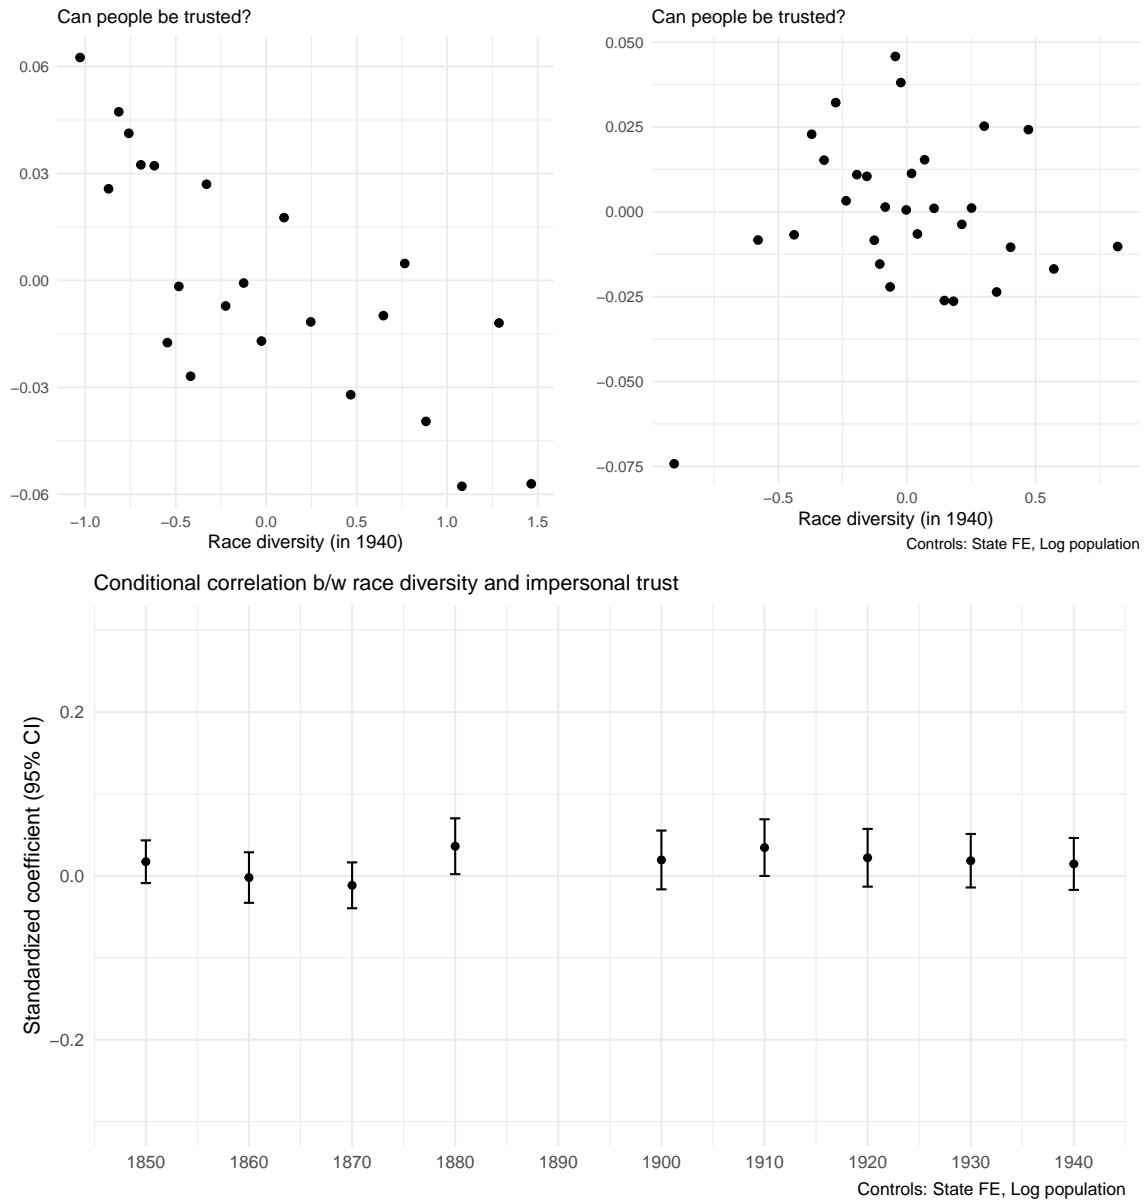 Can people be trusted?
0.06
0.03
0.00
−0.03
−0.06
−1.0 −0.5 0.0 0.5 1.0 1.5
Race diversity (in 1940)
Can people be trusted?
0.050
0.025
0.000
−0.025
−0.050
−0.075
−0.5 0.0 0.5
Race diversity (in 1940)
Controls: State FE, Log population
Conditional correlation b/w race diversity and impersonal trust
Standardized coefficient (95% CI)
0.2
0.0
−0.2
1850 1860 1870 1880 1890 1900 1910 1920 1930 1940
Controls: State FE, Log population